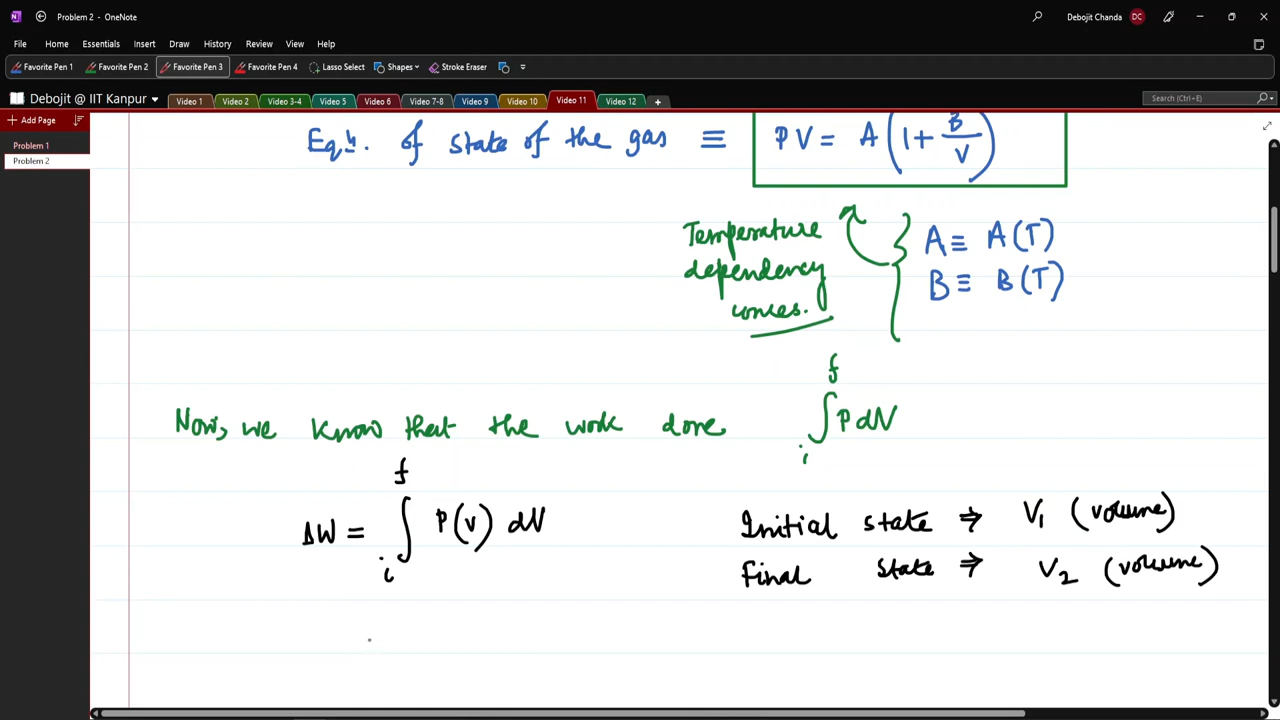 Problem 2 - OneNote
Debojit Chanda DC
File Home Essentials Insert Draw History Review View Help
Favorite Pen 1 Favorite Pen 2 Favorite Pen 3 Favorite Pen 4 Lasso Select Shapes Stroke Eraser
Debojit @ IIT Kanpur Video 1 Video 2 Video 3-4 Video 5 Video 6 Video 7-8 Video 9 Video 10 Video 11 Video 12 Search (Ctrl+E)
Add Page
Problem 1
Problem 2
Eqn. of state of the gas ≡ PV = A(1 + B/V)
Temperature
dependency
comes.
A ≡ A(T)
B ≡ B(T)
Now, we know that the work done ∫_i^f PdV
ΔW = ∫_i^f P(V) dV
Initial state ⇒ V1 (volume)
Final state ⇒ V2 (volume)